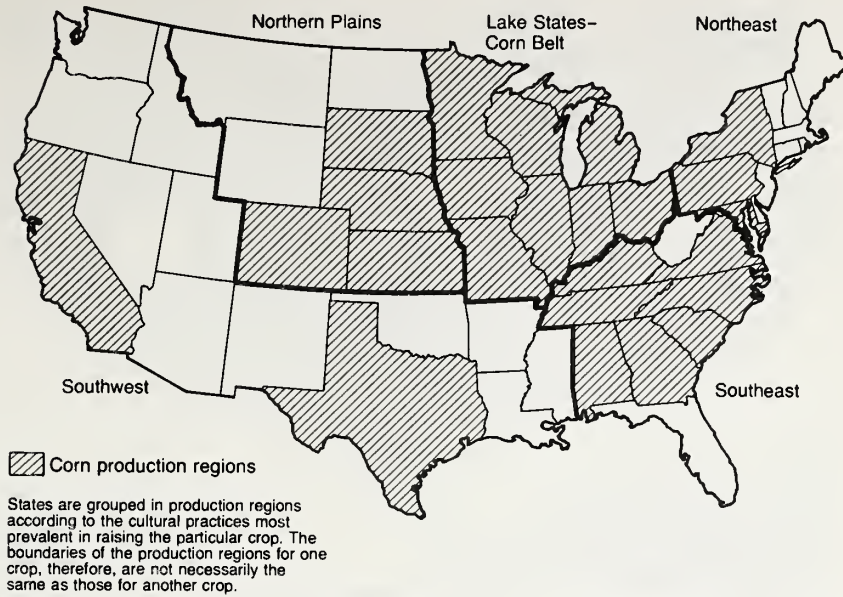 Northern Plains
Lake States–
Corn Belt
Northeast
Southwest
Southeast
Corn production regions
States are grouped in production regions
according to the cultural practices most
prevalent in raising the particular crop. The
boundaries of the production regions for one
crop, therefore, are not necessarily the
same as those for another crop.